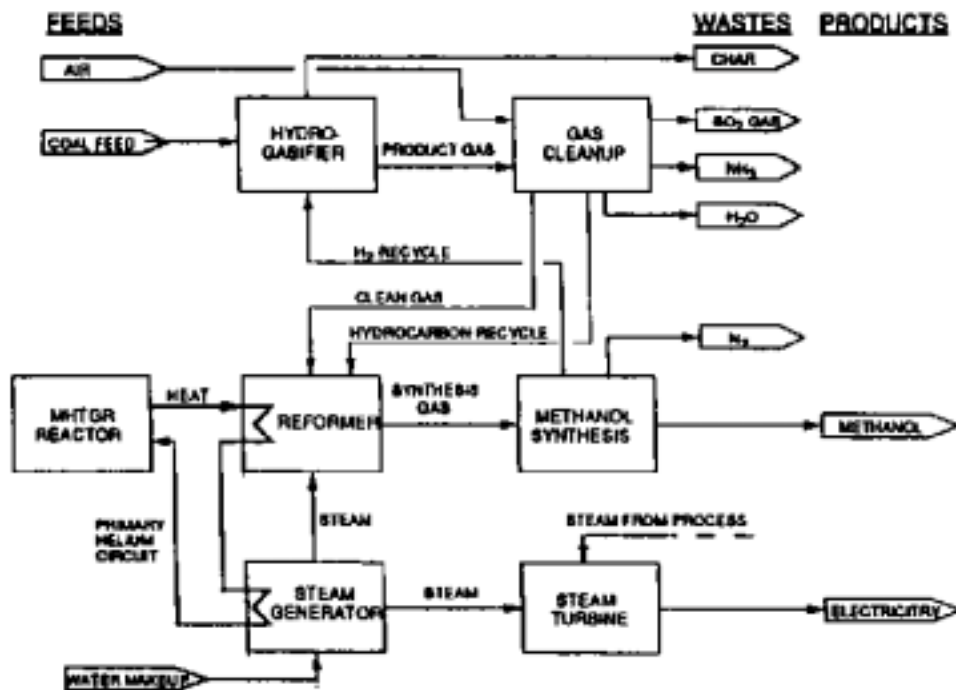 FEEDS
WASTES
PRODUCTS
AIR
CHAR
COAL FEED
HYDRO-
GASIFIER
PRODUCT GAS
GAS
CLEANUP
SO₂ GAS
NH₃
H₂O
H₂ RECYCLE
CLEAN GAS
HYDROCARBON RECYCLE
N₂
MHTGR
REACTOR
HEAT
REFORMER
SYNTHESIS
GAS
METHANOL
SYNTHESIS
METHANOL
PRIMARY
HELIUM
CIRCUIT
STEAM
STEAM FROM PROCESS
STEAM
GENERATOR
STEAM
STEAM
TURBINE
ELECTRICITRY
WATER MAKEUP